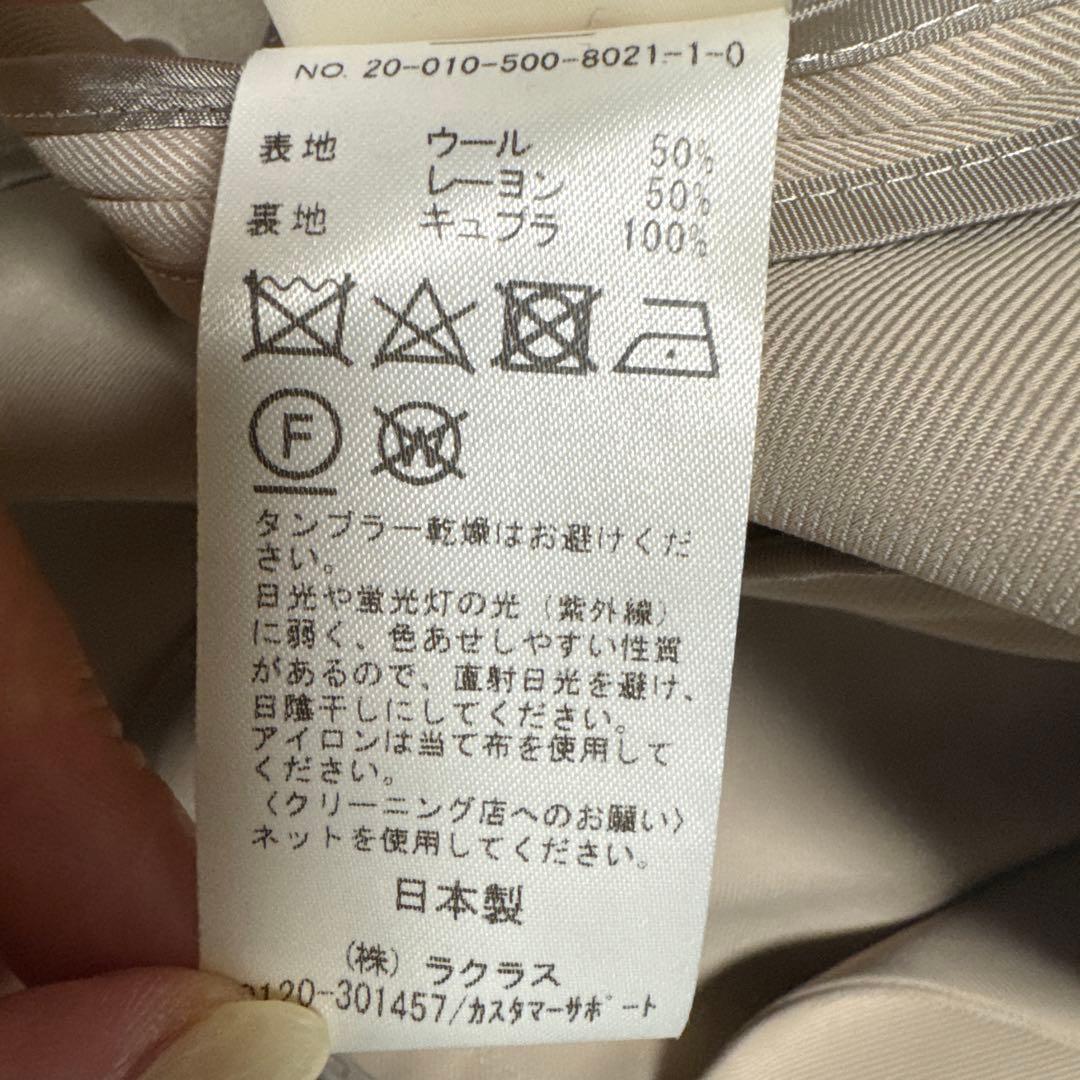 NO. 20-010-500-8021-1-0
表地 ウール 50%
レーヨン 50%
裏地 キュプラ 100%
F W
タンブラー乾燥はお避けくだ
さい。
日光や蛍光灯の光（紫外線）
に弱く、色あせしやすい性質
があるので、直射日光を避け、
日陰干しにしてください。
アイロンは当て布を使用して
ください。
〈クリーニング店へのお願い〉
ネットを使用してください。
日本製
（株）ラクラス
0120-301457/カスタマーサポート